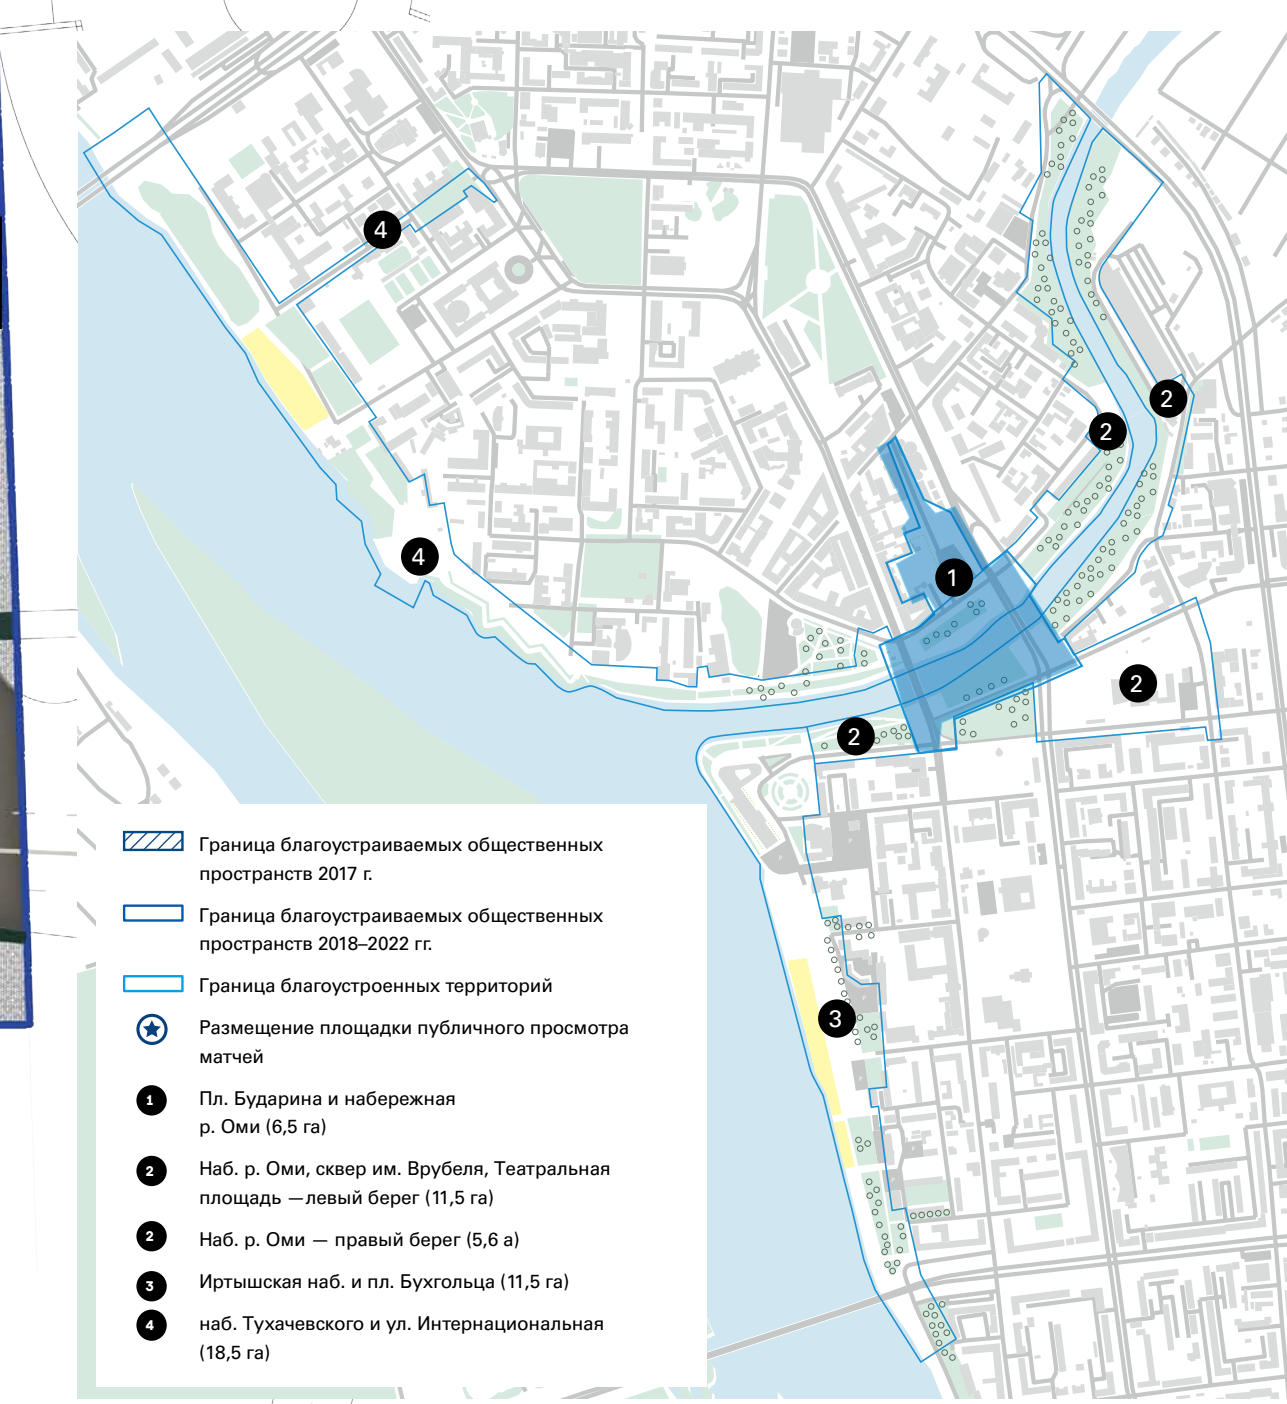 4
2
2
4
1
2
2
3
Граница благоустраиваемых общественных
пространств 2017 г.
Граница благоустраиваемых общественных
пространств 2018–2022 гг.
Граница благоустроенных территорий
Размещение площадки публичного просмотра
матчей
1 Пл. Бударина и набережная
р. Оми (6,5 га)
2 Наб. р. Оми, сквер им. Врубеля, Театральная
площадь —левый берег (11,5 га)
2 Наб. р. Оми — правый берег (5,6 а)
3 Иртышская наб. и пл. Бухгольца (11,5 га)
4 наб. Тухачевского и ул. Интернациональная
(18,5 га)